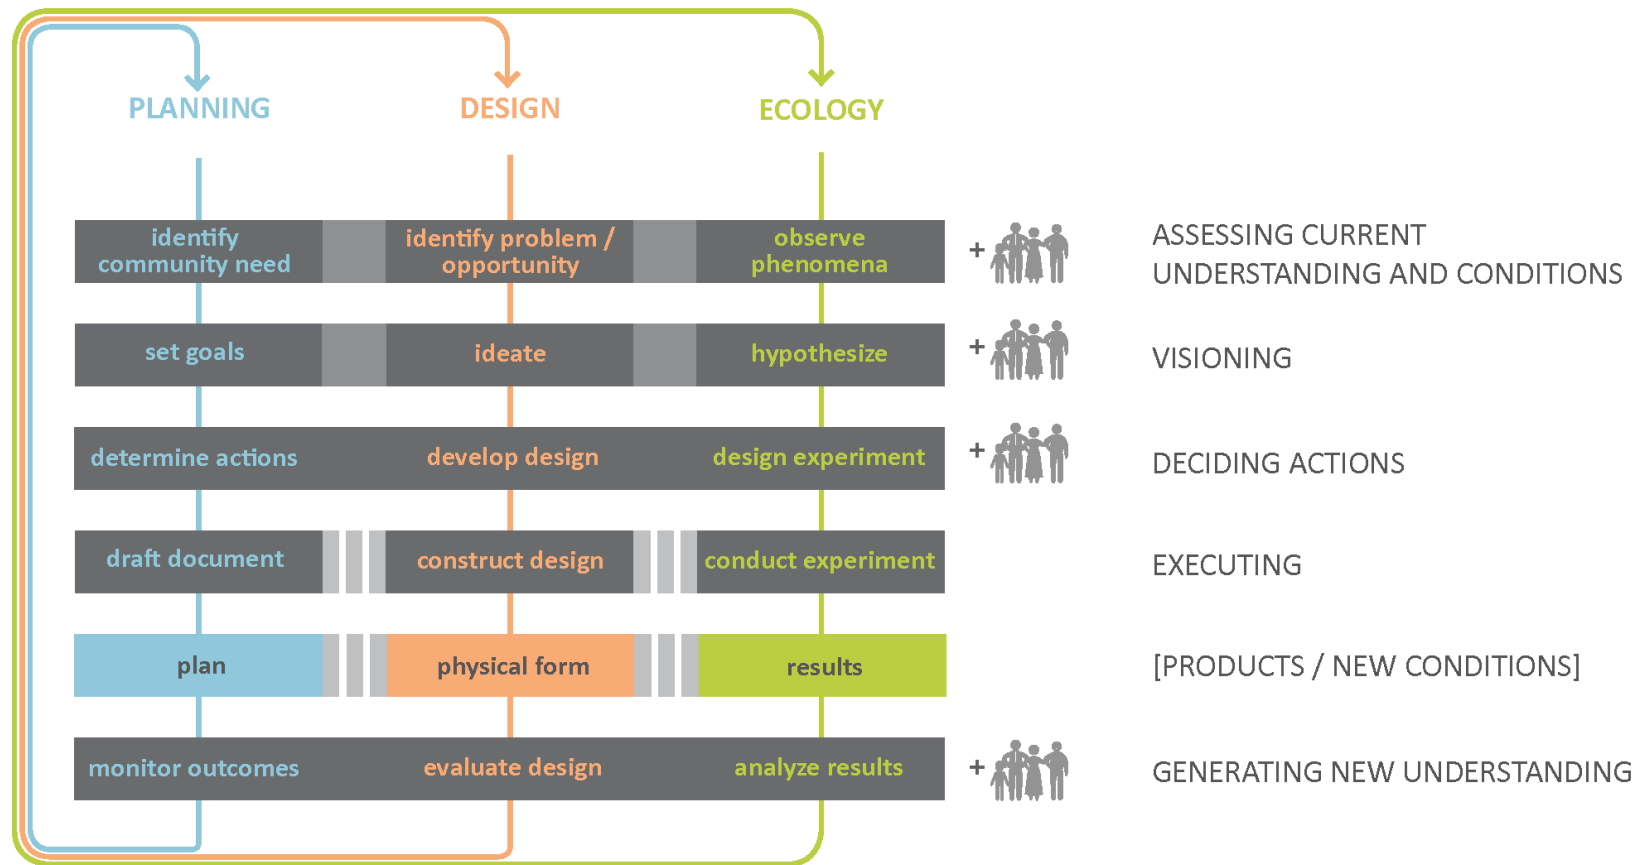 PLANNING
DESIGN
ECOLOGY
identify
community need
identify problem /
opportunity
observe
phenomena
+
ASSESSING CURRENT
UNDERSTANDING AND CONDITIONS
set goals
ideate
hypothesize
+
VISIONING
determine actions
develop design
design experiment
+
DECIDING ACTIONS
draft document
construct design
conduct experiment
EXECUTING
plan
physical form
results
[PRODUCTS / NEW CONDITIONS]
monitor outcomes
evaluate design
analyze results
+
GENERATING NEW UNDERSTANDING